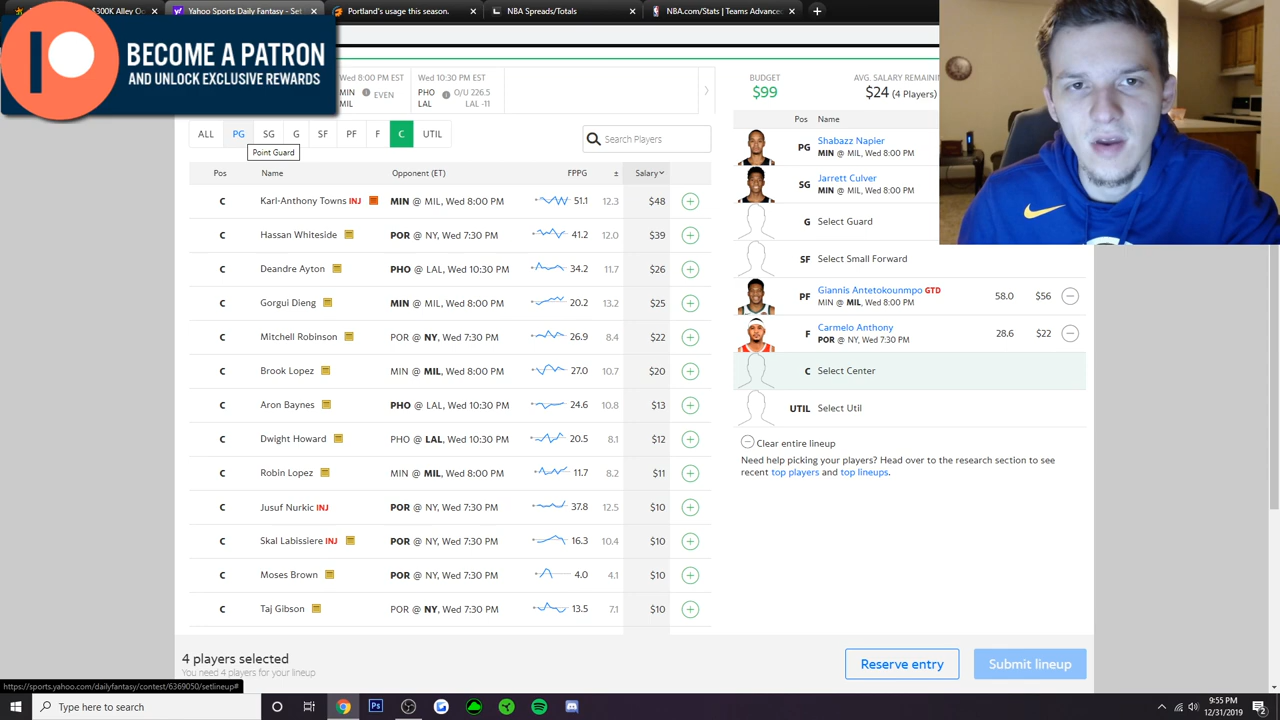 $300K Alley
Portland's usage this season.
NBA Spreads and Totals
NBA.com/Stats |
BECOME A PATRON
AND UNLOCK EXCLUSIVE REWARDS
Wed 8:00 PM EST
MIN
MIL
EVEN
Wed 10:30 PM EST
PHO
LAL
O/U 226.5
LAL -11
BUDGET
$99
AVG. SALARY REMAIN
$24 (4 Players)
ALL PG SG G SF PF F C UTIL
Search Players
Point Guard
Pos Name Opponent (ET) FPPG ± Salary
C Karl-Anthony Towns INJ MIN @ MIL, Wed 8:00 PM 51.1 12.3 $48
C Hassan Whiteside POR @ NY, Wed 7:30 PM 41.2 12.0 $39
C Deandre Ayton PHO @ LAL, Wed 10:30 PM 34.2 11.7 $26
C Gorgui Dieng MIN @ MIL, Wed 8:00 PM 20.2 13.2 $25
C Mitchell Robinson POR @ NY, Wed 7:30 PM 26.9 8.4 $22
C Brook Lopez MIN @ MIL, Wed 8:00 PM 27.0 10.7 $20
C Aron Baynes PHO @ LAL, Wed 10:30 PM 24.6 10.8 $13
C Dwight Howard PHO @ LAL, Wed 10:30 PM 20.5 8.1 $12
C Robin Lopez MIN @ MIL, Wed 8:00 PM 11.7 8.2 $11
C Jusuf Nurkic INJ POR @ NY, Wed 7:30 PM 37.8 12.5 $10
C Skal Labissiere INJ POR @ NY, Wed 7:30 PM 16.3 10.4 $10
C Moses Brown POR @ NY, Wed 7:30 PM 4.0 4.1 $10
C Taj Gibson POR @ NY, Wed 7:30 PM 13.5 7.1 $10
Pos Name
PG Shabazz Napier
MIN @ MIL, Wed 8:00 PM
SG Jarrett Culver
MIN @ MIL, Wed 8:00 PM
G Select Guard
SF Select Small Forward
PF Giannis Antetokounmpo GTD 58.0 $56
MIN @ MIL, Wed 8:00 PM
F Carmelo Anthony 28.6 $22
POR @ NY, Wed 7:30 PM
C Select Center
UTIL Select Util
Clear entire lineup
Need help picking your players? Head over to the research section to see
recent top players and top lineups.
4 players selected
You need 4 players for your lineup
Reserve entry
Submit lineup
https://sports.yahoo.com/dailyfantasy/contest/6369050/setlineup#
Type here to search
9:55 PM
12/31/2019